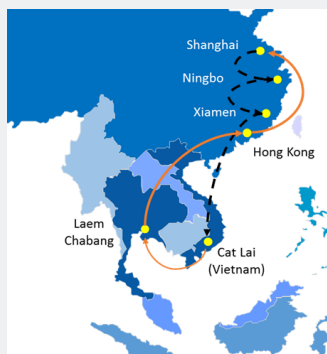 Shanghai
Ningbo
Xiamen
Hong Kong
Laem
Chabang
Cat Lai
(Vietnam)